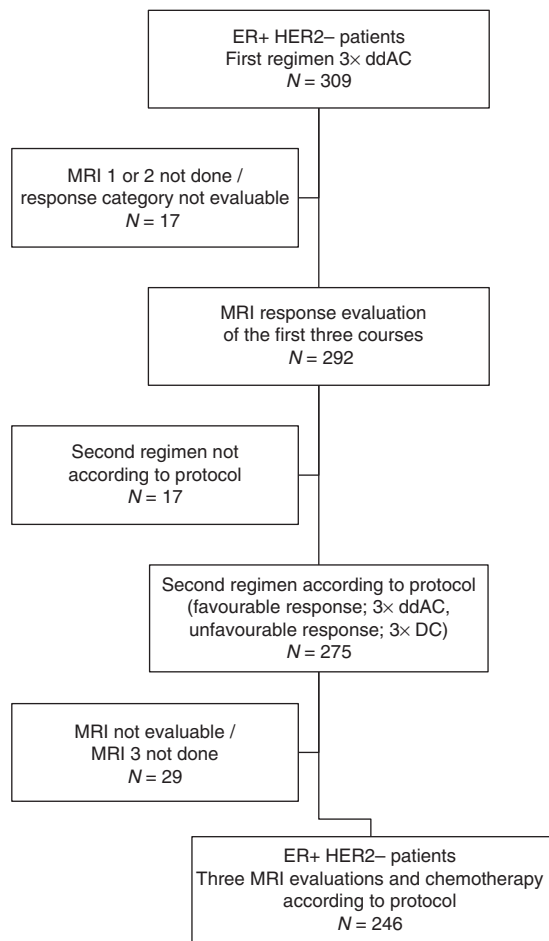 ER+ HER2– patients
First regimen 3× ddAC
N = 309
MRI 1 or 2 not done /
response category not evaluable
N = 17
MRI response evaluation
of the first three courses
N = 292
Second regimen not
according to protocol
N = 17
Second regimen according to protocol
(favourable response; 3× ddAC,
unfavourable response; 3× DC)
N = 275
MRI not evaluable /
MRI 3 not done
N = 29
ER+ HER2– patients
Three MRI evaluations and chemotherapy
according to protocol
N = 246